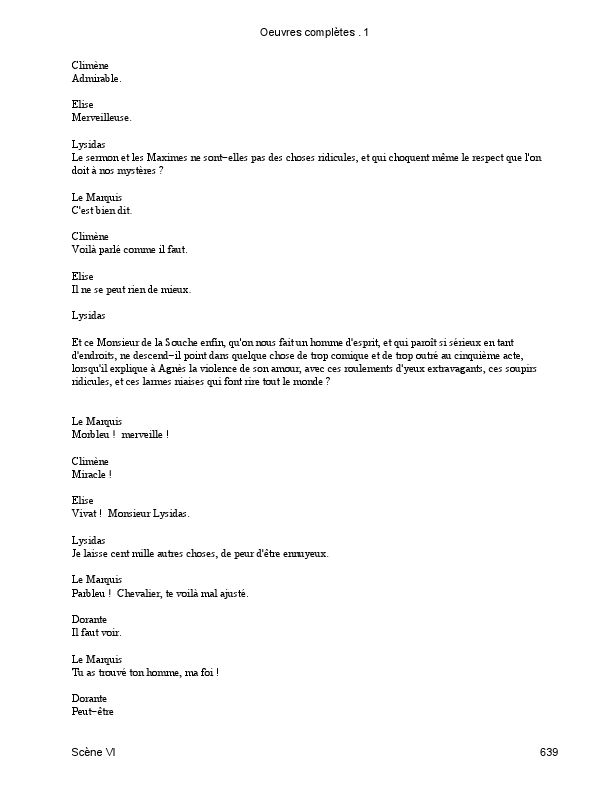 Oeuvres complètes . 1
Climène
Admirable.
Elise
Merveilleuse.
Lysidas
Le sermon et les Maximes ne sont−elles pas des choses ridicules, et qui choquent même le respect que l'on
doit à nos mystères ?
Le Marquis
C'est bien dit.
Climène
Voilà parlé comme il faut.
Elise
Il ne se peut rien de mieux.
Lysidas
Et ce Monsieur de la Souche enfin, qu'on nous fait un homme d'esprit, et qui paroît si sérieux en tant
d'endroits, ne descend−il point dans quelque chose de trop comique et de trop outré au cinquième acte,
lorsqu'il explique à Agnès la violence de son amour, avec ces roulements d'yeux extravagants, ces soupirs
ridicules, et ces larmes niaises qui font rire tout le monde ?
Le Marquis
Morbleu !  merveille !
Climène
Miracle !
Elise
Vivat !  Monsieur Lysidas.
Lysidas
Je laisse cent mille autres choses, de peur d'être ennuyeux.
Le Marquis
Parbleu !  Chevalier, te voilà mal ajusté.
Dorante
Il faut voir.
Le Marquis
Tu as trouvé ton homme, ma foi !
Dorante
Peut−être
Scène VI
639